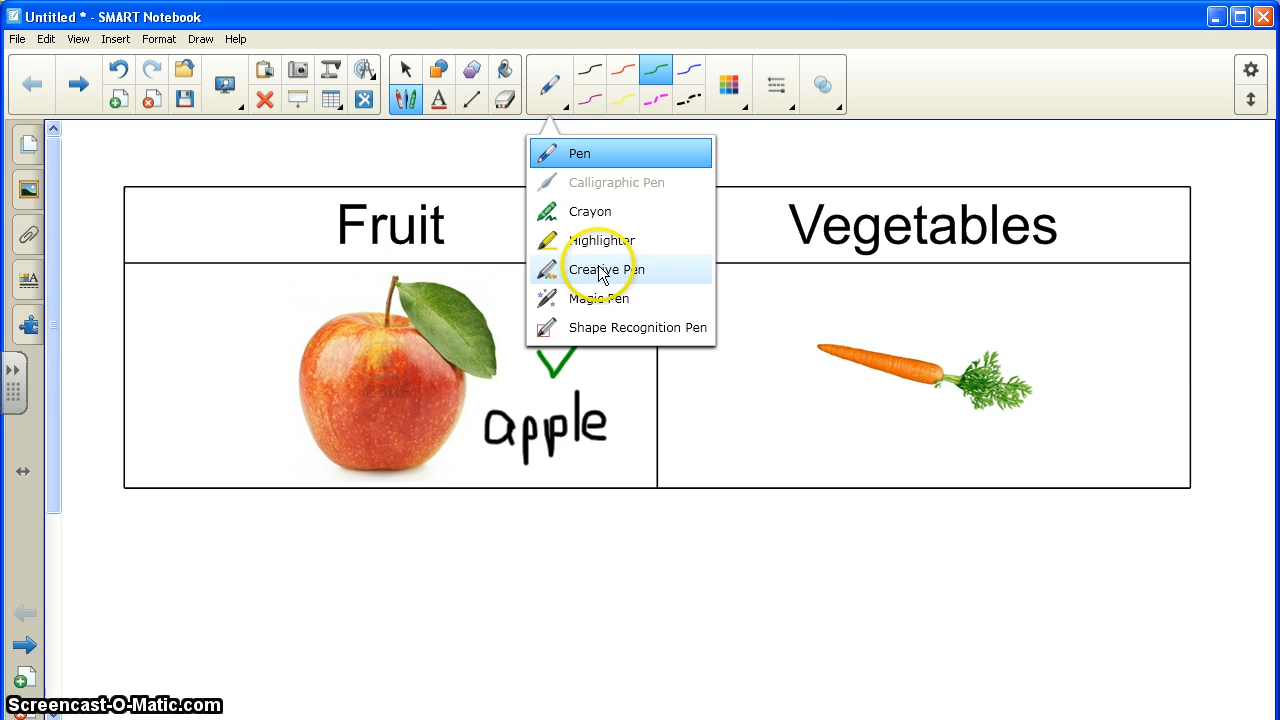 Untitled * - SMART Notebook
File Edit View Insert Format Draw Help
Pen
Calligraphic Pen
Crayon
Highlighter
Creative Pen
Magic Pen
Shape Recognition Pen
Fruit Vegetables
apple
Screencast-O-Matic.com